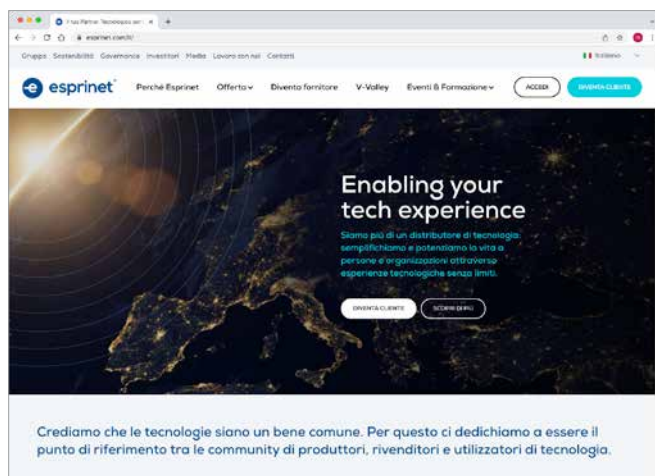 esprinet.com/it/
Gruppo Sostenibilità Governance Investitori Media Lavora con noi Contatti
Italiano
esprinet Perché Esprinet Offerta Diventa fornitore V-Valley Eventi & Formazione ACCEDI DIVENTA CLIENTE
Enabling your
tech experience
Siamo più di un distributore di tecnologia:
semplifichiamo e potenziamo la vita a
persone e organizzazioni attraverso
esperienze tecnologiche senza limiti.
DIVENTA CLIENTE SCOPRI DI PIÙ
Crediamo che le tecnologie siano un bene comune. Per questo ci dedichiamo a essere il
punto di riferimento tra le community di produttori, rivenditori e utilizzatori di tecnologia.